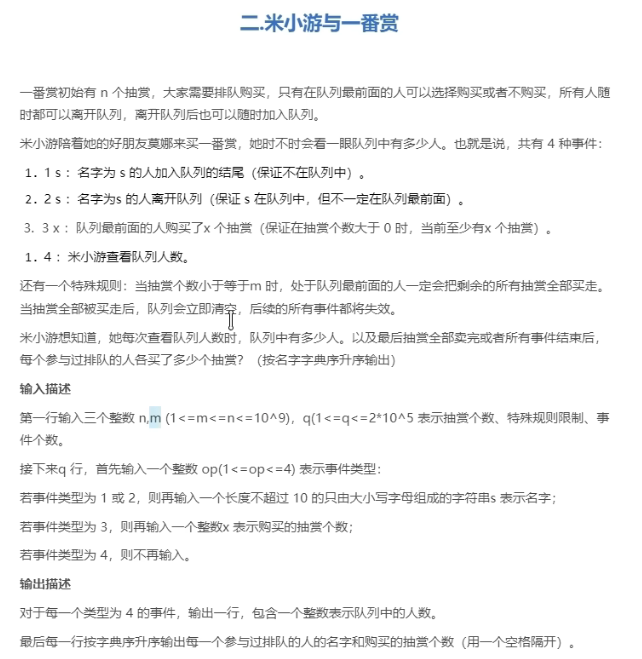 二.米小游与一番赏
一番赏初始有 n 个抽赏，大家需要排队购买，只有在队列最前面的人可以选择购买或者不购买，所有人随
时都可以离开队列，离开队列后也可以随时加入队列。
米小游陪着她的好朋友莫娜来买一番赏，她时不时会看一眼队列中有多少人。也就是说，共有 4 种事件：
1. 1 s ：名字为 s 的人加入队列的结尾（保证不在队列中）。
2. 2 s ：名字为s 的人离开队列（保证 s 在队列中，但不一定在队列最前面）。
3. 3 x ：队列最前面的人购买了x 个抽赏（保证在抽赏个数大于 0 时，当前至少有x 个抽赏）。
1. 4 ：米小游查看队列人数。
还有一个特殊规则：当抽赏个数小于等于m 时，处于队列最前面的人一定会把剩余的所有抽赏全部买走。
当抽赏全部被买走后，队列会立即清空，后续的所有事件都将失效。
米小游想知道，她每次查看队列人数时，队列中有多少人。以及最后抽赏全部卖完或者所有事件结束后，
每个参与过排队的人各买了多少个抽赏？（按名字字典序升序输出）
输入描述
第一行输入三个整数 n,m (1<=m<=n<=10^9)，q(1<=q<=2*10^5 表示抽赏个数、特殊规则限制、事
件个数。
接下来q 行，首先输入一个整数 op(1<=op<=4) 表示事件类型：
若事件类型为 1 或 2，则再输入一个长度不超过 10 的只由大小写字母组成的字符串s 表示名字；
若事件类型为 3，则再输入一个整数x 表示购买的抽赏个数；
若事件类型为 4，则不再输入。
输出描述
对于每一个类型为 4 的事件，输出一行，包含一个整数表示队列中的人数。
最后每一行按字典序升序输出每一个参与过排队的人的名字和购买的抽赏个数（用一个空格隔开）。